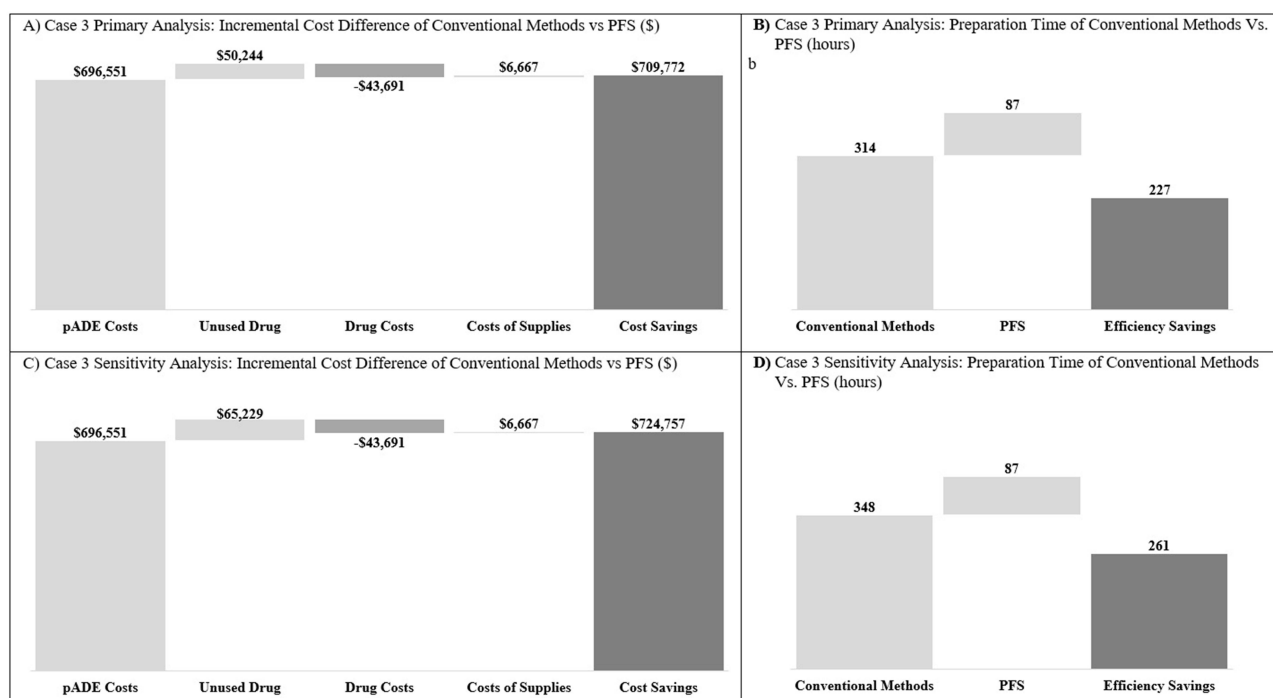 A) Case 3 Primary Analysis: Incremental Cost Difference of Conventional Methods vs PFS ($)
$50,244
$696,551
$6,667
$709,772
-$43,691
pADE Costs
Unused Drug
Drug Costs
Costs of Supplies
Cost Savings
B) Case 3 Primary Analysis: Preparation Time of Conventional Methods Vs.
PFS (hours)
b
87
314
227
Conventional Methods
PFS
Efficiency Savings
C) Case 3 Sensitivity Analysis: Incremental Cost Difference of Conventional Methods vs PFS ($)
$65,229
$696,551
$6,667
$724,757
-$43,691
pADE Costs
Unused Drug
Drug Costs
Costs of Supplies
Cost Savings
D) Case 3 Sensitivity Analysis: Preparation Time of Conventional Methods
Vs. PFS (hours)
87
348
261
Conventional Methods
PFS
Efficiency Savings